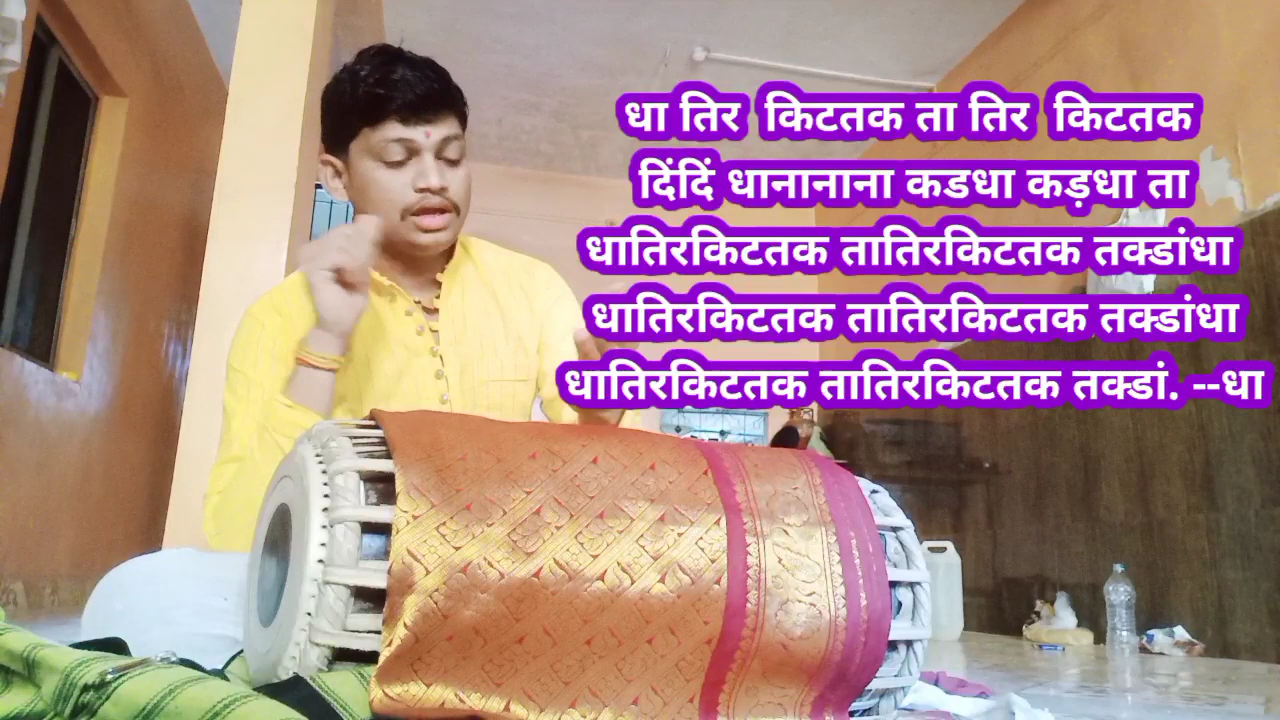 धा तिर किटतक ता तिर किटतक
दिंदिं धानानाना कडधा कड़धा ता
धातिरकिटतक तातिरकिटतक तक्डांधा
धातिरकिटतक तातिरकिटतक तक्डांधा
धातिरकिटतक तातिरकिटतक तक्डां. --धा